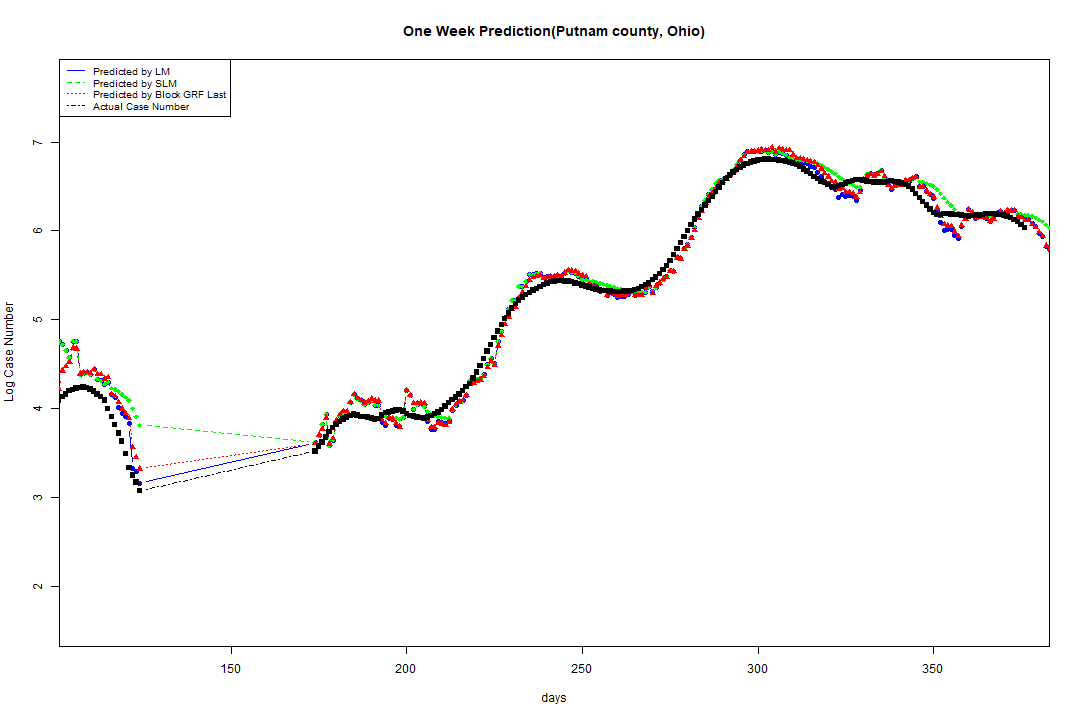 One Week Prediction(Putnam county, Ohio)
Predicted by LM
Predicted by SLM
Predicted by Block GRF Last
Actual Case Number
Log Case Number
7
6
5
4
3
2
150
200
250
300
350
days